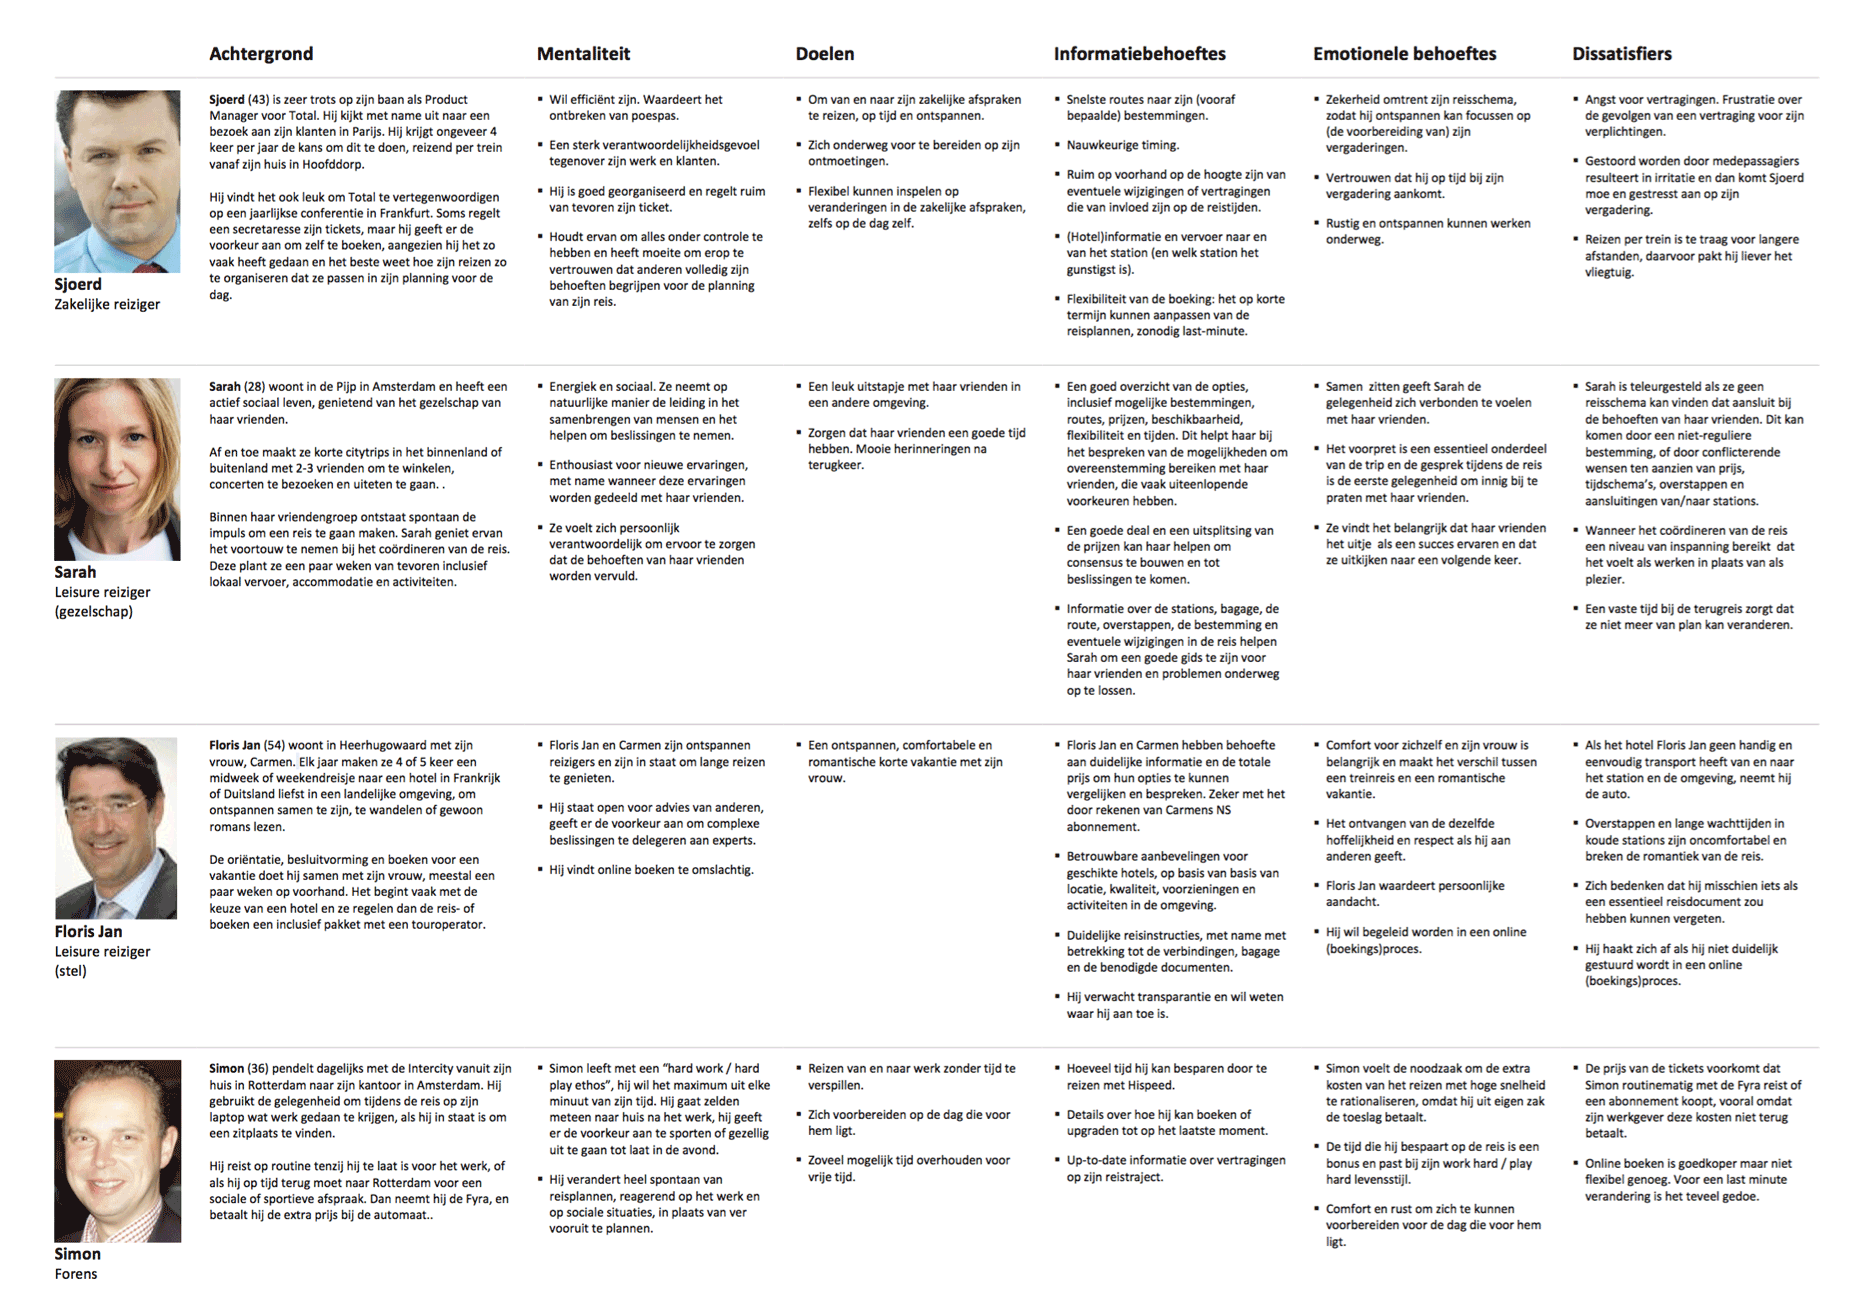 Achtergrond
Mentaliteit
Doelen
Informatiebehoeftes
Emotionele behoeftes
Dissatisfiers
Sjoerd
Zakelijke reiziger
Sjoerd (43) is zeer trots op zijn baan als Product
Manager voor Total. Hij kijkt met name uit naar een
bezoek aan zijn klanten in Parijs. Hij krijgt ongeveer 4
keer per jaar de kans om dit te doen, reizend per trein
vanaf zijn huis in Hoofddorp.
Hij vindt het ook leuk om Total te vertegenwoordigen
op een jaarlijkse conferentie in Frankfurt. Soms regelt
een secretaresse zijn tickets, maar hij geeft er de
voorkeur aan om zelf te boeken, aangezien hij het zo
vaak heeft gedaan en het beste weet hoe zijn reizen zo
te organiseren dat ze passen in zijn planning voor de
dag.
▪ Wil efficiënt zijn. Waardeert het
ontbreken van poespas.
▪ Een sterk verantwoordelijkheidsgevoel
tegenover zijn werk en klanten.
▪ Hij is goed georganiseerd en regelt ruim
van tevoren zijn ticket.
▪ Houdt ervan om alles onder controle te
hebben en heeft moeite om erop te
vertrouwen dat anderen volledig zijn
behoeften begrijpen voor de planning
van zijn reis.
▪ Om van en naar zijn zakelijke afspraken
te reizen, op tijd en ontspannen.
▪ Zich onderweg voor te bereiden op zijn
ontmoetingen.
▪ Flexibel kunnen inspelen op
veranderingen in de zakelijke afspraken,
zelfs op de dag zelf.
▪ Snelste routes naar zijn (vooraf
bepaalde) bestemmingen.
▪ Nauwkeurige timing.
▪ Ruim op voorhand op de hoogte zijn van
eventuele wijzigingen of vertragingen
die van invloed zijn op de reistijden.
▪ (Hotel)informatie en vervoer naar en
van het station (en welk station het
gunstigst is).
▪ Flexibiliteit van de boeking: het op korte
termijn kunnen aanpassen van de
reisplannen, zonodig last-minute.
▪ Zekerheid omtrent zijn reisschema,
zodat hij ontspannen kan focussen op
(de voorbereiding van) zijn
vergaderingen.
▪ Vertrouwen dat hij op tijd bij zijn
vergadering aankomt.
▪ Rustig en ontspannen kunnen werken
onderweg.
▪ Angst voor vertragingen. Frustratie over
de gevolgen van een vertraging voor zijn
verplichtingen.
▪ Gestoord worden door medepassagiers
resulteert in irritatie en dan komt Sjoerd
moe en gestresst aan op zijn
vergadering.
▪ Reizen per trein is te traag voor langere
afstanden, daarvoor pakt hij liever het
vliegtuig.
Sarah
Leisure reiziger
(gezelschap)
Sarah (28) woont in de Pijp in Amsterdam en heeft een
actief sociaal leven, genietend van het gezelschap van
haar vrienden.
Af en toe maakt ze korte citytrips in het binnenland of
buitenland met 2-3 vrienden om te winkelen,
concerten te bezoeken en uiteten te gaan. .
Binnen haar vriendengroep ontstaat spontaan de
impuls om een reis te gaan maken. Sarah geniet ervan
het voortouw te nemen bij het coördineren van de reis.
Deze plant ze een paar weken van tevoren inclusief
lokaal vervoer, accommodatie en activiteiten.
▪ Energiek en sociaal. Ze neemt op
natuurlijke manier de leiding in het
samenbrengen van mensen en het
helpen om beslissingen te nemen.
▪ Enthousiast voor nieuwe ervaringen,
met name wanneer deze ervaringen
worden gedeeld met haar vrienden.
▪ Ze voelt zich persoonlijk
verantwoordelijk om ervoor te zorgen
dat de behoeften van haar vrienden
worden vervuld.
▪ Een leuk uitstapje met haar vrienden in
een andere omgeving.
▪ Zorgen dat haar vrienden een goede tijd
hebben. Mooie herinneringen na
terugkeer.
▪ Een goed overzicht van de opties,
inclusief mogelijke bestemmingen,
routes, prijzen, beschikbaarheid,
flexibiliteit en tijden. Dit helpt haar bij
het bespreken van de mogelijkheden om
overeenstemming bereiken met haar
vrienden, die vaak uiteenlopende
voorkeuren hebben.
▪ Een goede deal en een uitsplitsing van
de prijzen kan haar helpen om
consensus te bouwen en tot
beslissingen te komen.
▪ Informatie over de stations, bagage, de
route, overstappen, de bestemming en
eventuele wijzigingen in de reis helpen
Sarah om een goede gids te zijn voor
haar vrienden en problemen onderweg
op te lossen.
▪ Samen  zitten geeft Sarah de
gelegenheid zich verbonden te voelen
met haar vrienden.
▪ Het voorpret is een essentieel onderdeel
van de trip en de gesprek tijdens de reis
is de eerste gelegenheid om innig bij te
praten met haar vrienden.
▪ Ze vindt het belangrijk dat haar vrienden
het uitje  als een succes ervaren en dat
ze uitkijken naar een volgende keer.
▪ Sarah is teleurgesteld als ze geen
reisschema kan vinden dat aansluit bij
de behoeften van haar vrienden. Dit kan
komen door een niet-reguliere
bestemming, of door conflicterende
wensen ten aanzien van prijs,
tijdschema's, overstappen en
aansluitingen van/naar stations.
▪ Wanneer het coördineren van de reis
een niveau van inspanning bereikt  dat
het voelt als werken in plaats van als
plezier.
▪ Een vaste tijd bij de terugreis zorgt dat
ze niet meer van plan kan veranderen.
Floris Jan
Leisure reiziger
(stel)
Floris Jan (54) woont in Heerhugowaard met zijn
vrouw, Carmen. Elk jaar maken ze 4 of 5 keer een
midweek of weekendreisje naar een hotel in Frankrijk
of Duitsland liefst in een landelijke omgeving, om
ontspannen samen te zijn, te wandelen of gewoon
romans lezen.
De oriëntatie, besluitvorming en boeken voor een
vakantie doet hij samen met zijn vrouw, meestal een
paar weken op voorhand. Het begint vaak met de
keuze van een hotel en ze regelen dan de reis- of
boeken een inclusief pakket met een touroperator.
▪ Floris Jan en Carmen zijn ontspannen
reizigers en zijn in staat om lange reizen
te genieten.
▪ Hij staat open voor advies van anderen,
geeft er de voorkeur aan om complexe
beslissingen te delegeren aan experts.
▪ Hij vindt online boeken te omslachtig.
▪ Een ontspannen, comfortabele en
romantische korte vakantie met zijn
vrouw.
▪ Floris Jan en Carmen hebben behoefte
aan duidelijke informatie en de totale
prijs om hun opties te kunnen
vergelijken en bespreken. Zeker met het
door rekenen van Carmens NS
abonnement.
▪ Betrouwbare aanbevelingen voor
geschikte hotels, op basis van basis van
locatie, kwaliteit, voorzieningen en
activiteiten in de omgeving.
▪ Duidelijke reisinstructies, met name met
betrekking tot de verbindingen, bagage
en de benodigde documenten.
▪ Hij verwacht transparantie en wil weten
waar hij aan toe is.
▪ Comfort voor zichzelf en zijn vrouw is
belangrijk en maakt het verschil tussen
een treinreis en een romantische
vakantie.
▪ Het ontvangen van de dezelfde
hoffelijkheid en respect als hij aan
anderen geeft.
▪ Floris Jan waardeert persoonlijke
aandacht.
▪ Hij wil begeleid worden in een online
(boekings)proces.
▪ Als het hotel Floris Jan geen handig en
eenvoudig transport heeft van en naar
het station en de omgeving, neemt hij
de auto.
▪ Overstappen en lange wachttijden in
koude stations zijn oncomfortabel en
breken de romantiek van de reis.
▪ Zich bedenken dat hij misschien iets als
een essentieel reisdocument zou
hebben kunnen vergeten.
▪ Hij haakt zich af als hij niet duidelijk
gestuurd wordt in een online
(boekings)proces.
Simon
Forens
Simon (36) pendelt dagelijks met de Intercity vanuit zijn
huis in Rotterdam naar zijn kantoor in Amsterdam. Hij
gebruikt de gelegenheid om tijdens de reis op zijn
laptop wat werk gedaan te krijgen, als hij in staat is om
een zitplaats te vinden.
Hij reist op routine tenzij hij te laat is voor het werk, of
als hij op tijd terug moet naar Rotterdam voor een
sociale of sportieve afspraak. Dan neemt hij de Fyra, en
betaalt hij de extra prijs bij de automaat..
▪ Simon leeft met een “hard work / hard
play ethos”, hij wil het maximum uit elke
minuut van zijn tijd. Hij gaat zelden
meteen naar huis na het werk, hij geeft
er de voorkeur aan te sporten of gezellig
uit te gaan tot laat in de avond.
▪ Hij verandert heel spontaan van
reisplannen, reagerend op het werk en
op sociale situaties, in plaats van ver
vooruit te plannen.
▪ Reizen van en naar werk zonder tijd te
verspillen.
▪ Zich voorbereiden op de dag die voor
hem ligt.
▪ Zoveel mogelijk tijd overhouden voor
vrije tijd.
▪ Hoeveel tijd hij kan besparen door te
reizen met Hispeed.
▪ Details over hoe hij kan boeken of
upgraden tot op het laatste moment.
▪ Up-to-date informatie over vertragingen
op zijn reistraject.
▪ Simon voelt de noodzaak om de extra
kosten van het reizen met hoge snelheid
te rationaliseren, omdat hij uit eigen zak
de toeslag betaalt.
▪ De tijd die hij bespaart op de reis is een
bonus en past bij zijn work hard / play
hard levensstijl.
▪ Comfort en rust om zich te kunnen
voorbereiden voor de dag die voor hem
ligt.
▪ De prijs van de tickets voorkomt dat
Simon routinematig met de Fyra reist of
een abonnement koopt, vooral omdat
zijn werkgever deze kosten niet terug
betaalt.
▪ Online boeken is goedkoper maar niet
flexibel genoeg. Voor een last minute
verandering is het teveel gedoe.